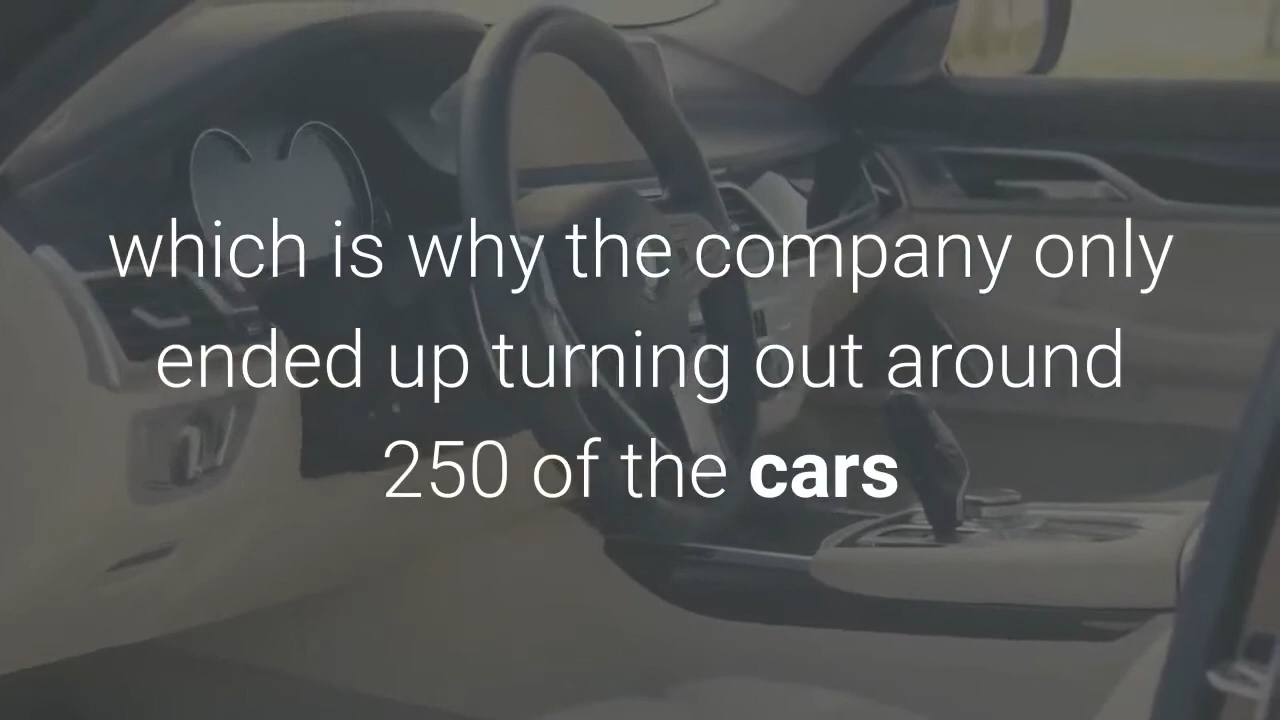 which is why the company only
ended up turning out around
250 of the cars